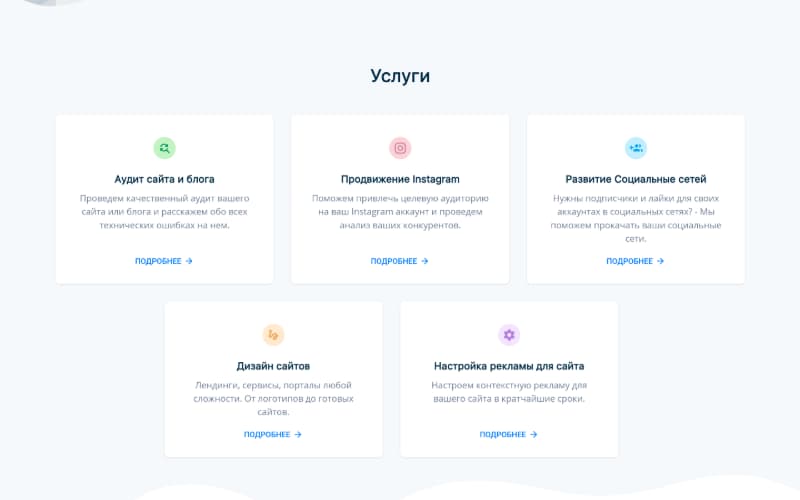 Услуги
Аудит сайта и блога
Проведем качественный аудит вашего
сайта или блога и расскажем обо всех
технических ошибках на нем.
ПОДРОБНЕЕ →
Продвижение Instagram
Поможем привлечь целевую аудиторию
на ваш Instagram аккаунт и проведем
анализ ваших конкурентов.
ПОДРОБНЕЕ →
Развитие Социальные сетей
Нужны подписчики и лайки для своих
аккаунтов в социальных сетях? - Мы
поможем прокачать ваши социальные
сети.
ПОДРОБНЕЕ →
Дизайн сайтов
Лендинги, сервисы, порталы любой
сложности. От логотипов до готовых
сайтов.
ПОДРОБНЕЕ →
Настройка рекламы для сайта
Настроем контекстную рекламу для
вашего сайта в кратчайшие сроки.
ПОДРОБНЕЕ →